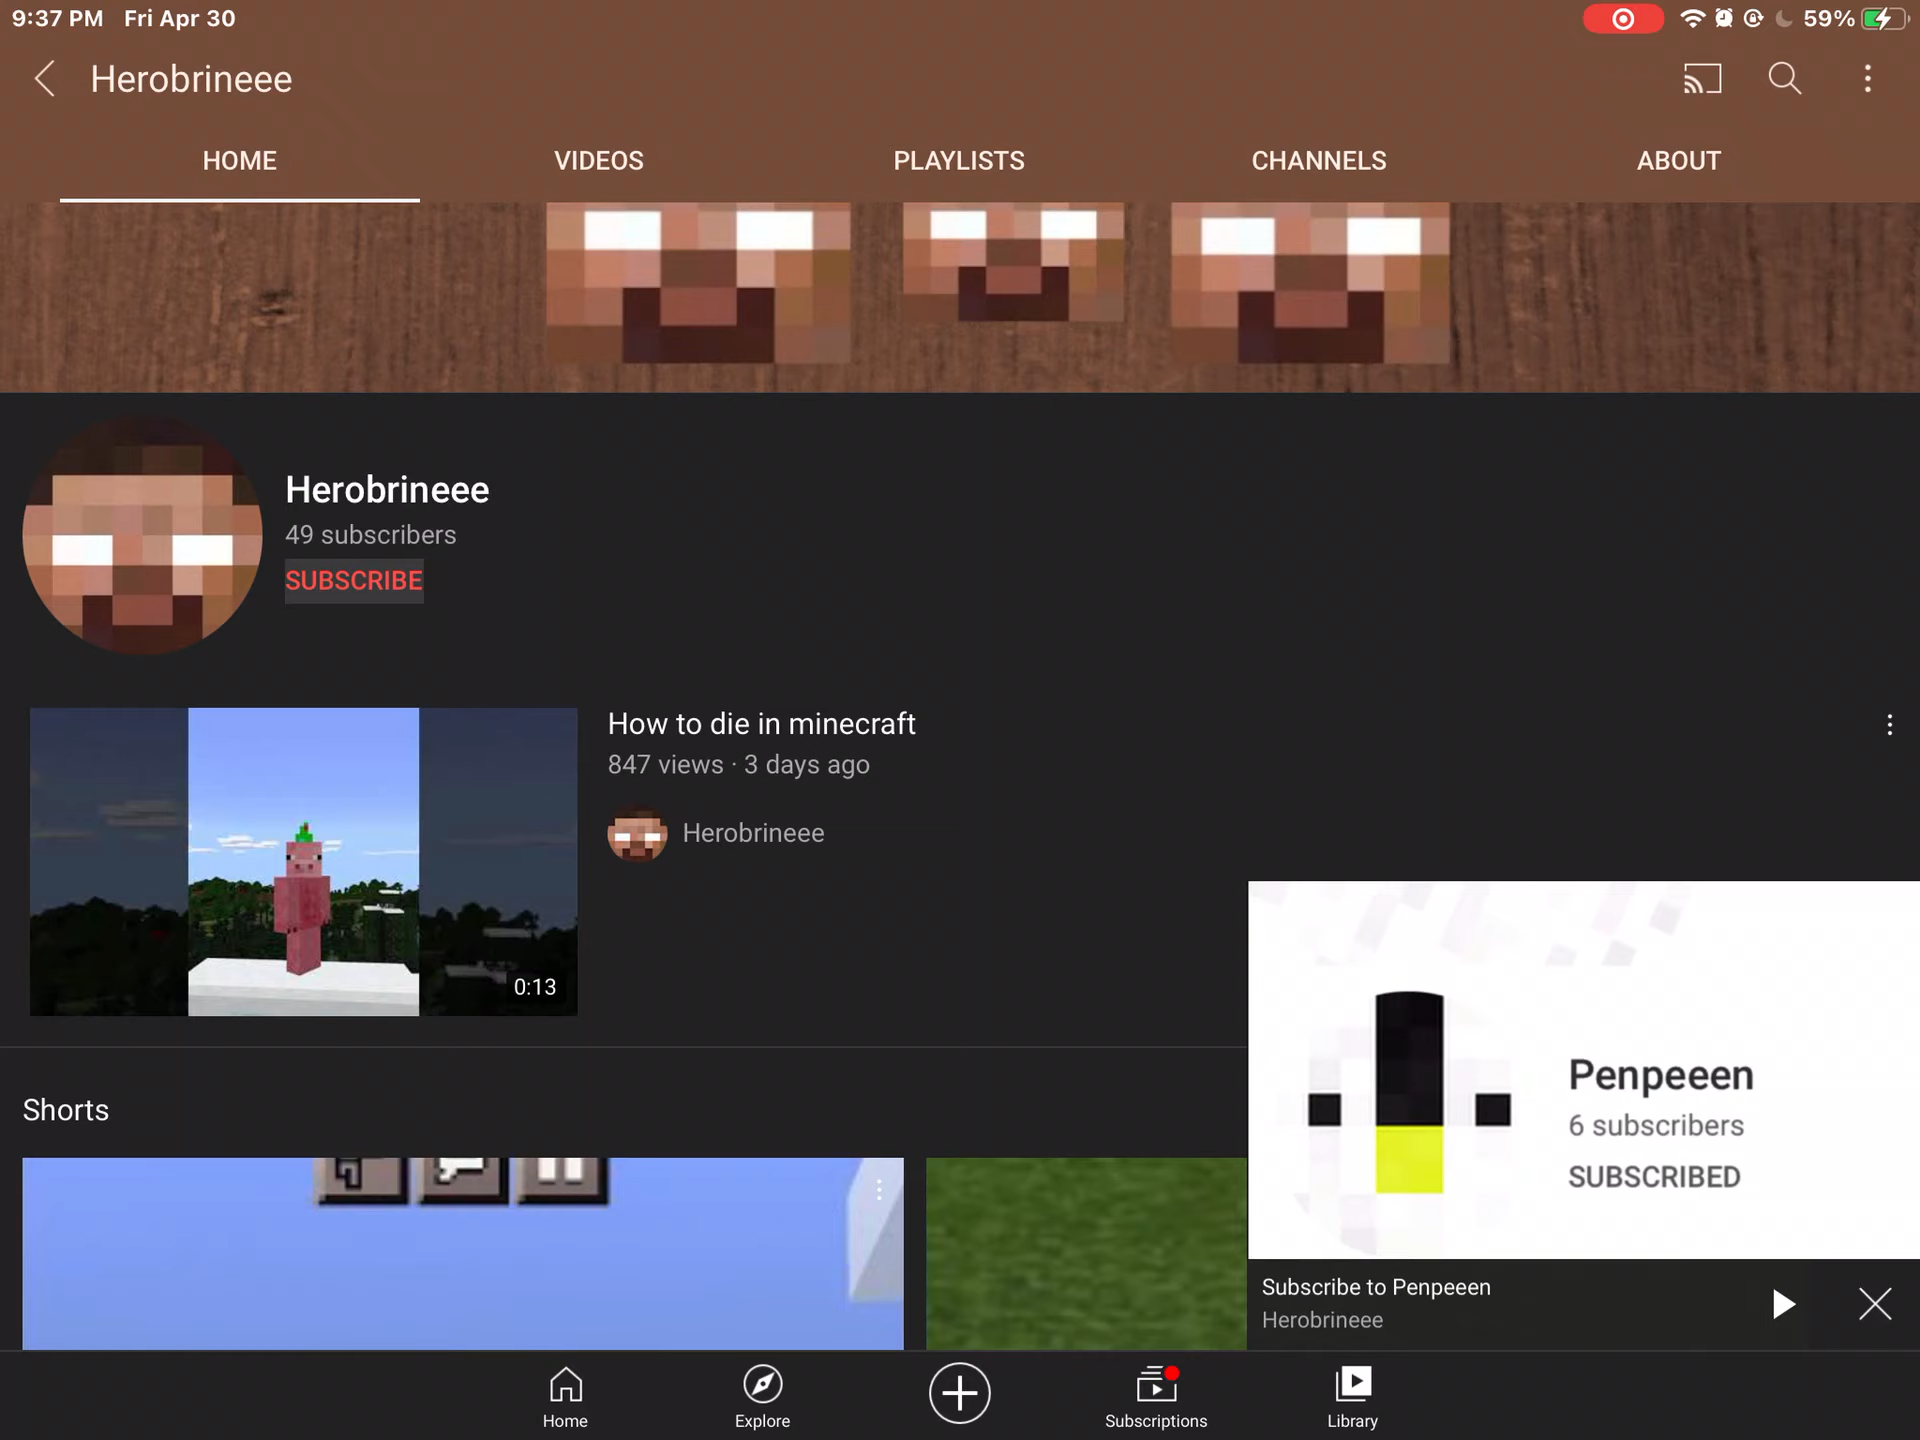 9:37 PM Fri Apr 30
59%
Herobrineee
HOME VIDEOS PLAYLISTS CHANNELS ABOUT
Herobrineee
49 subscribers
SUBSCRIBE
How to die in minecraft
847 views · 3 days ago
Herobrineee
0:13
Shorts
Penpeeen
6 subscribers
SUBSCRIBED
Subscribe to Penpeeen
Herobrineee
Home Explore Subscriptions Library